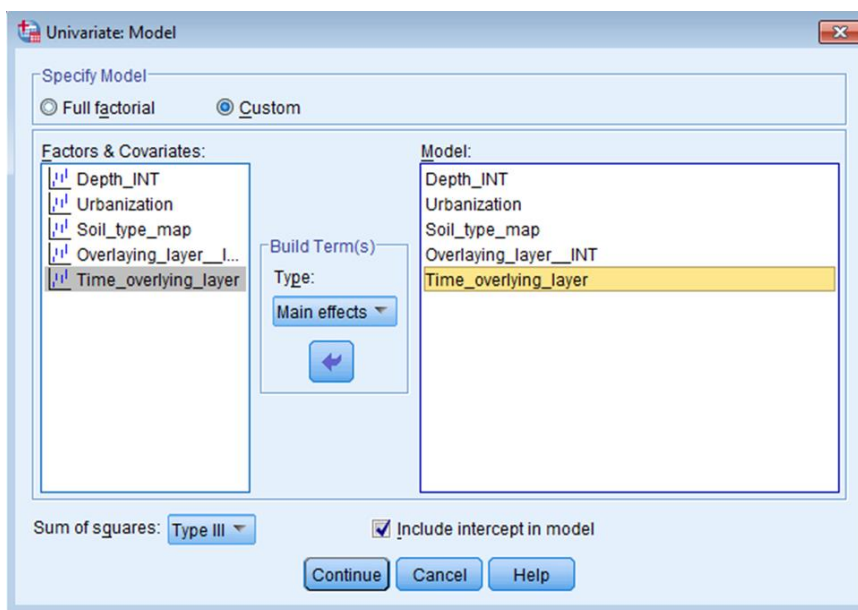 Univariate: Model
Specify Model
Full factorial
Custom
Factors & Covariates:
Depth_INT
Urbanization
Soil_type_map
Overlaying_layer__I...
Time_overlying_layer
Build Term(s)
Type:
Main effects
Model:
Depth_INT
Urbanization
Soil_type_map
Overlaying_layer__INT
Time_overlying_layer
Sum of squares: Type III
Include intercept in model
Continue Cancel Help